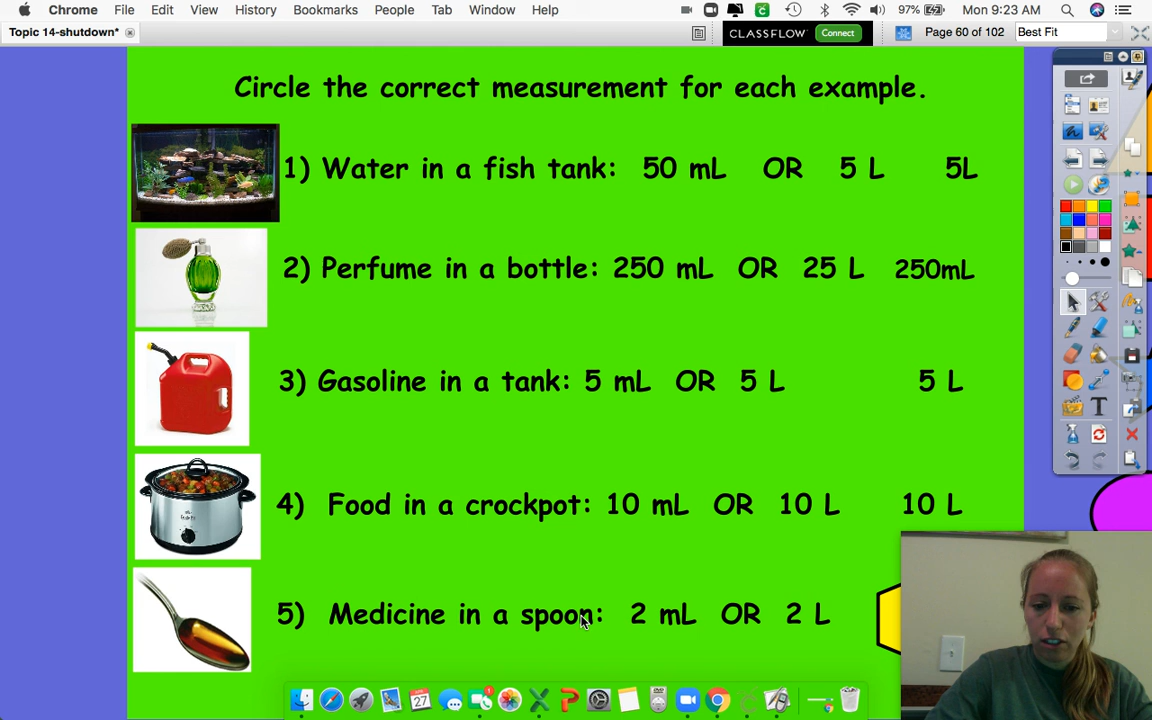 Chrome File Edit View History Bookmarks People Tab Window Help 97% Mon 9:23 AM
Topic 14-shutdown* CLASSFLOW Connect Page 60 of 102 Best Fit
Circle the correct measurement for each example.
1) Water in a fish tank: 50 mL OR 5 L 5L
2) Perfume in a bottle: 250 mL OR 25 L 250mL
3) Gasoline in a tank: 5 mL OR 5 L 5 L
4) Food in a crockpot: 10 mL OR 10 L 10 L
5) Medicine in a spoon: 2 mL OR 2 L